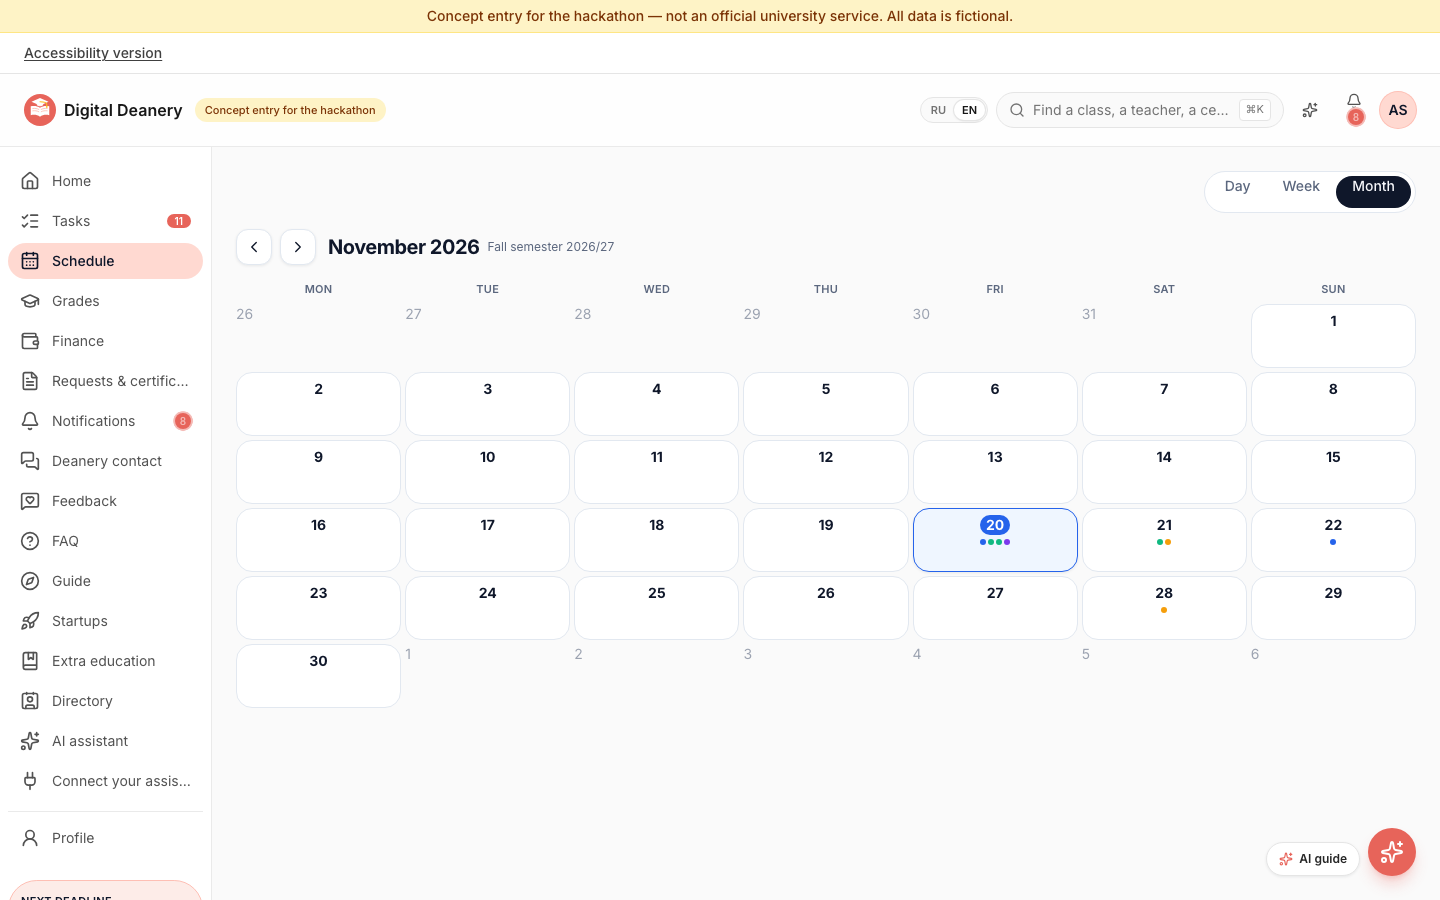 Concept entry for the hackathon — not an official university service. All data is fictional.
Accessibility version
Digital Deanery
Concept entry for the hackathon
RU EN
Find a class, a teacher, a ce...
⌘K
8
AS
Home
Tasks 11
Schedule
Grades
Finance
Requests & certific...
Notifications 8
Deanery contact
Feedback
FAQ
Guide
Startups
Extra education
Directory
AI assistant
Connect your assis...
Profile
NEXT DEADLINE
Day Week Month
November 2026 Fall semester 2026/27
MON TUE WED THU FRI SAT SUN
26 27 28 29 30 31 1
2 3 4 5 6 7 8
9 10 11 12 13 14 15
16 17 18 19 20 21 22
23 24 25 26 27 28 29
30 1 2 3 4 5 6
AI guide